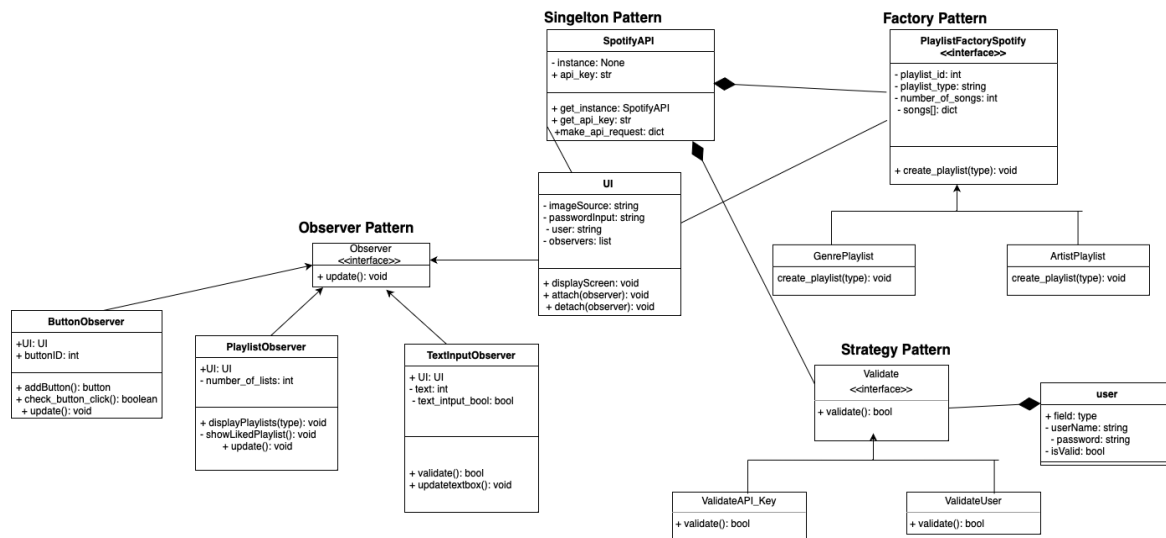 Singelton Pattern
SpotifyAPI
- instance: None
+ api_key: str
+ get_instance: SpotifyAPI
+ get_api_key: str
+make_api_request: dict
Factory Pattern
PlaylistFactorySpotify
<<interface>>
- playlist_id: int
- playlist_type: string
- number_of_songs: int
- songs[]: dict
+ create_playlist(type): void
UI
- imageSource: string
- passwordInput: string
- user: string
- observers: list
+ displayScreen: void
+ attach(observer): void
+ detach(observer): void
GenrePlaylist
create_playlist(type): void
ArtistPlaylist
create_playlist(type): void
Observer Pattern
Observer
<<interface>>
+ update(): void
ButtonObserver
+UI: UI
+ buttonID: int
+ addButton(): button
+ check_button_click(): boolean
+ update(): void
PlaylistObserver
+UI: UI
- number_of_lists: int
+ displayPlaylists(type): void
- showLikedPlaylist(): void
+ update(): void
TextInputObserver
+ UI: UI
- text: int
- text_intput_bool: bool
+ validate(): bool
+ updatetextbox(): void
Strategy Pattern
Validate
<<interface>>
+ validate(): bool
user
+ field: type
- userName: string
- password: string
- isValid: bool
ValidateAPI_Key
+ validate(): bool
ValidateUser
+ validate(): bool